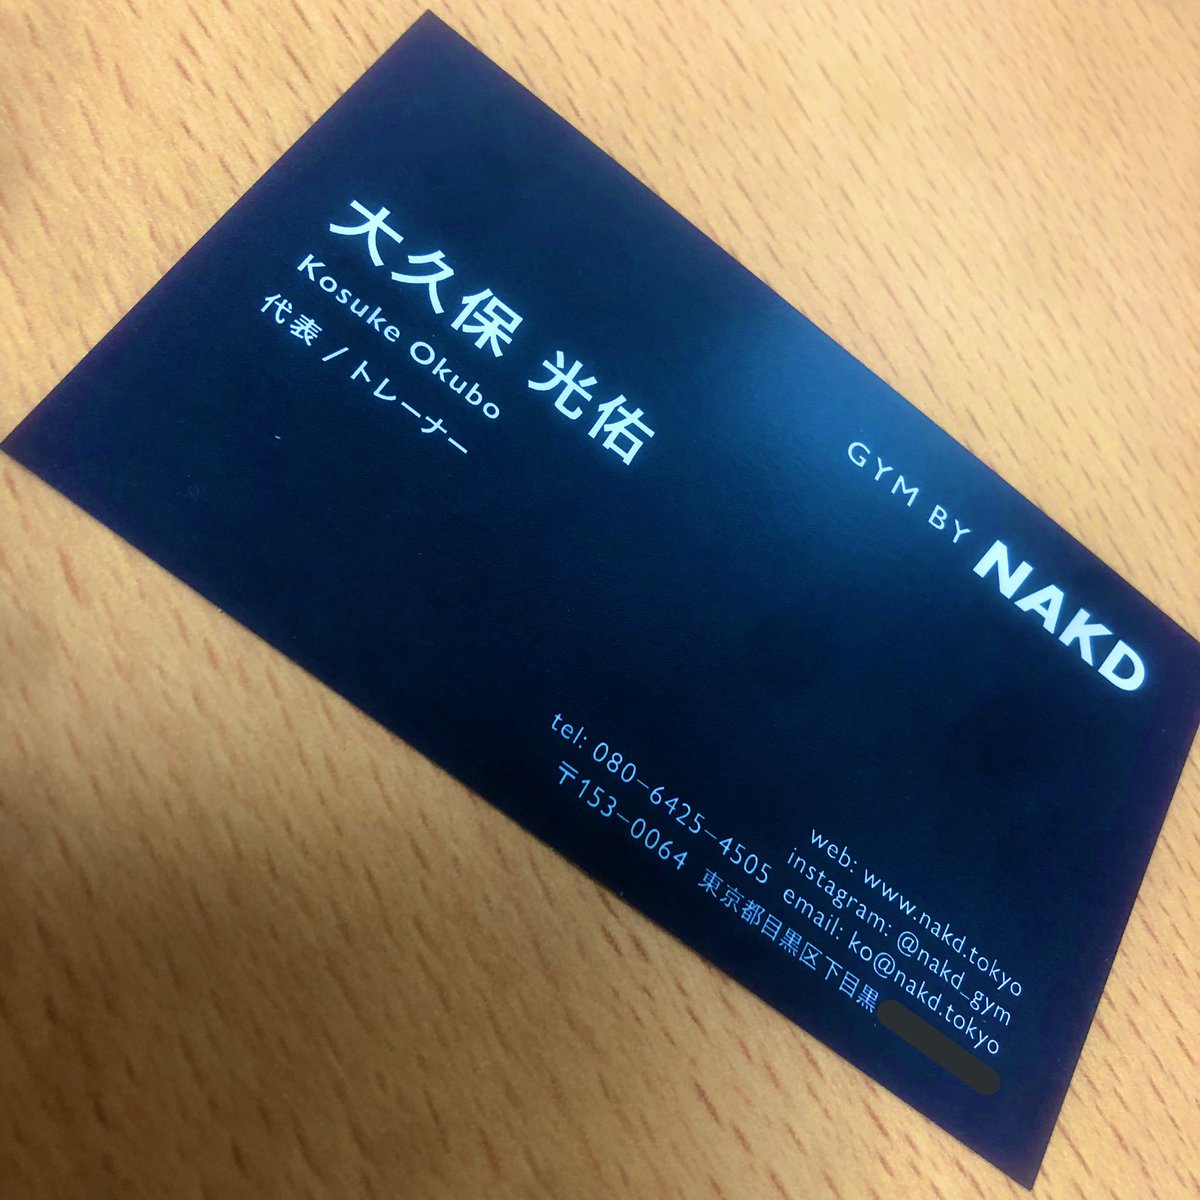 大久保 光佑
Kosuke Okubo
代表 / トレーナー
GYM BY NAKD
web: www.nakd.tokyo
instagram: @nakd_gym
tel: 080-6425-4505 email: ko@nakd.tokyo
〒153-0064 東京都目黒区下目黒